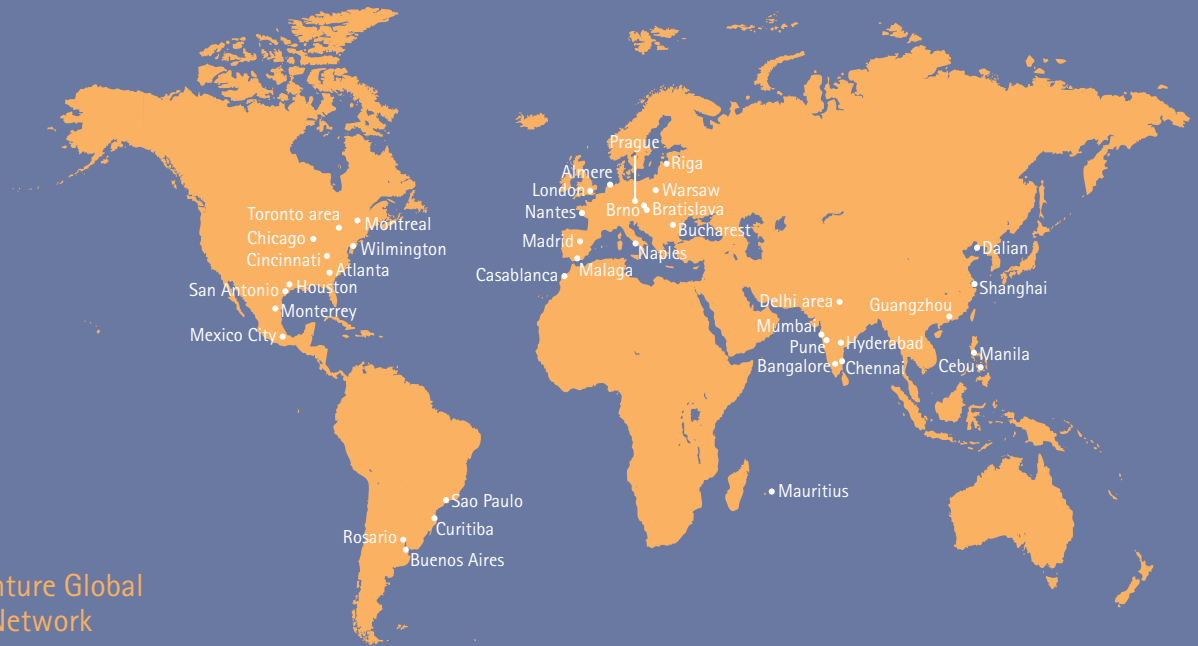 Prague
Riga
Almere
London
Warsaw
Nantes
Brno
Bratislava
Toronto area
Montreal
Bucharest
Chicago
Madrid
Wilmington
Naples
Dalian
Cincinnati
Atlanta
Malaga
Casablanca
San Antonio
Houston
Shanghai
Delhi area
Guangzhou
Monterrey
Mumbai
Mexico City
Pune
Hyderabad
Manila
Bangalore
Chennai
Cebu
Mauritius
Sao Paulo
Curitiba
Rosario
Buenos Aires
nture Global
Network